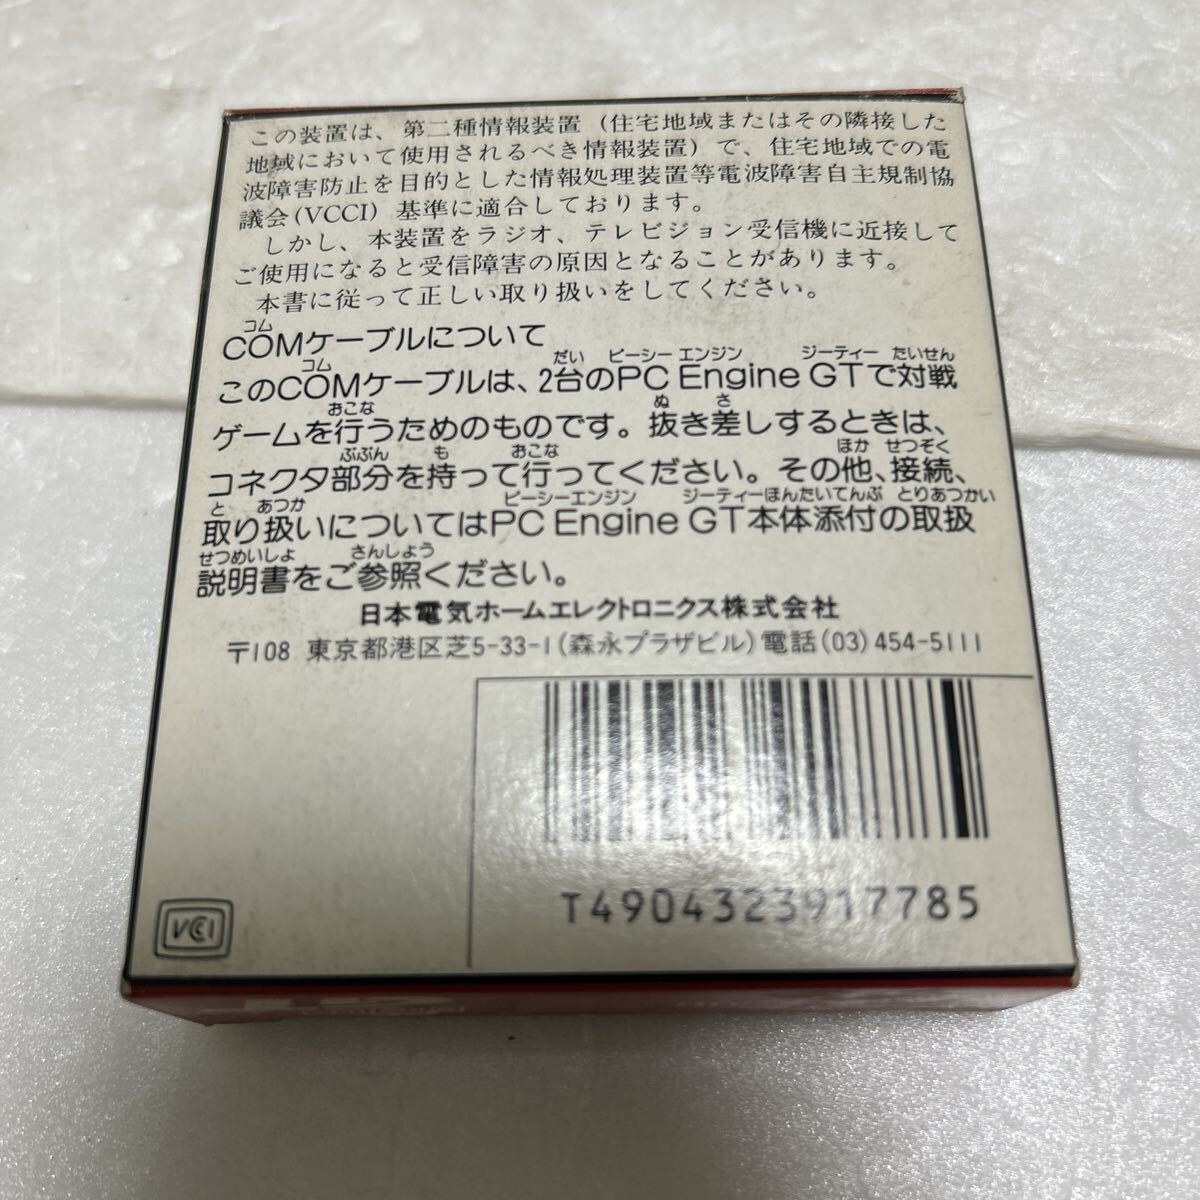 この装置は、第二種情報装置(住宅地域またはその隣接した
地域において使用されるべき情報装置)で、住宅地域での電
波障害防止を目的とした情報処理装置等電波障害自主規制協
議会(VCCI)基準に適合しております。
しかし、本装置をラジオ、テレビジョン受信機に近接して
ご使用になると受信障害の原因となることがあります。
本書に従って正しい取り扱いをしてください。
コム
COMケーブルについて
コム だい ピーシー エンジン ジーティー たいせん
このCOMケーブルは、2台のPC Engine GTで対戦
おこな ぬ さ
ゲームを行うためのものです。抜き差しするときは、
ぶぶん も おこな ほか せつぞく
コネクタ部分を持って行ってください。その他、接続、
と あつか ピーシーエンジン ジーティーほんたいてんぷ とりあつかい
取り扱いについてはPC Engine GT本体添付の取扱
せつめいしょ さんしょう
説明書をご参照ください。
日本電気ホームエレクトロニクス株式会社
〒108 東京都港区芝5-33-1(森永プラザビル)電話(03)454-5111
T4904323917785
VCCI